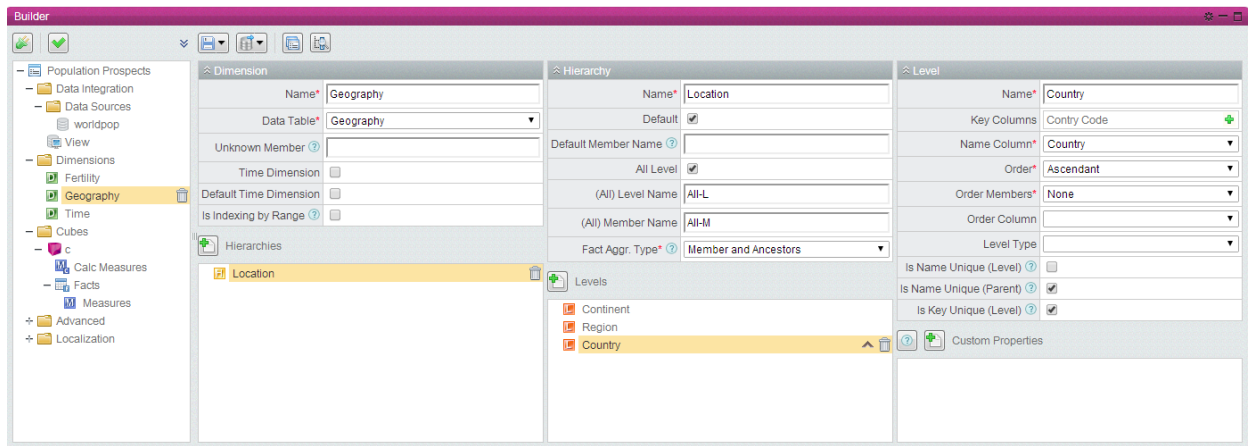 Builder
Population Prospects
Data Integration
Data Sources
worldpop
View
Dimensions
Fertility
Geography
Time
Cubes
c
Calc Measures
Facts
Measures
Advanced
Localization
Dimension
Name* Geography
Data Table* Geography
Unknown Member
Time Dimension
Default Time Dimension
Is Indexing by Range
Hierarchies
Location
Hierarchy
Name* Location
Default
Default Member Name
All Level
(All) Level Name All-L
(All) Member Name All-M
Fact Aggr. Type* Member and Ancestors
Levels
Continent
Region
Country
Level
Name* Country
Key Columns Contry Code
Name Column* Country
Order* Ascendant
Order Members* None
Order Column
Level Type
Is Name Unique (Level)
Is Name Unique (Parent)
Is Key Unique (Level)
Custom Properties